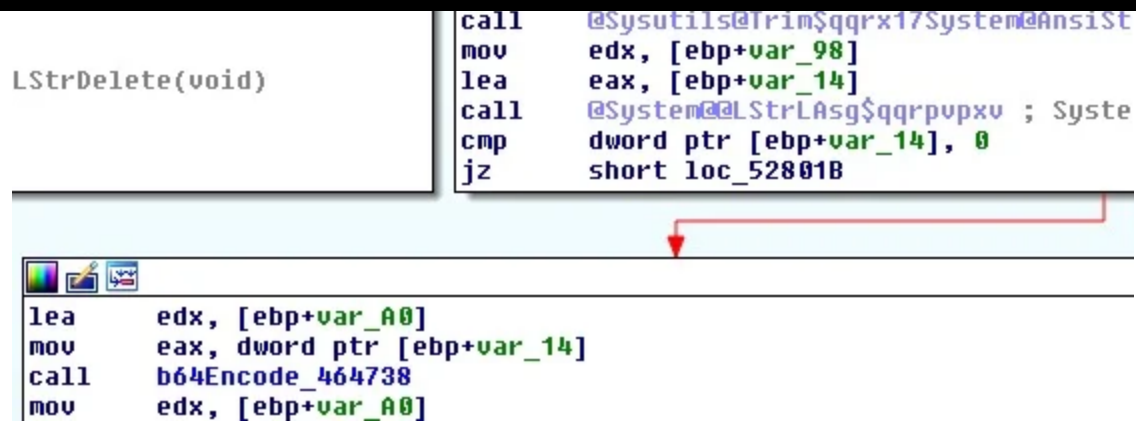 LStrDelete(void)
call @Sysutils@Trim$qqrx17System@AnsiSt
mov edx, [ebp+var_98]
lea eax, [ebp+var_14]
call @System@@LStrLAsg$qqrpvpxv ; Syste
cmp dword ptr [ebp+var_14], 0
jz short loc_52801B
lea edx, [ebp+var_A0]
mov eax, dword ptr [ebp+var_14]
call b64Encode_464738
mov edx, [ebp+var_A0]